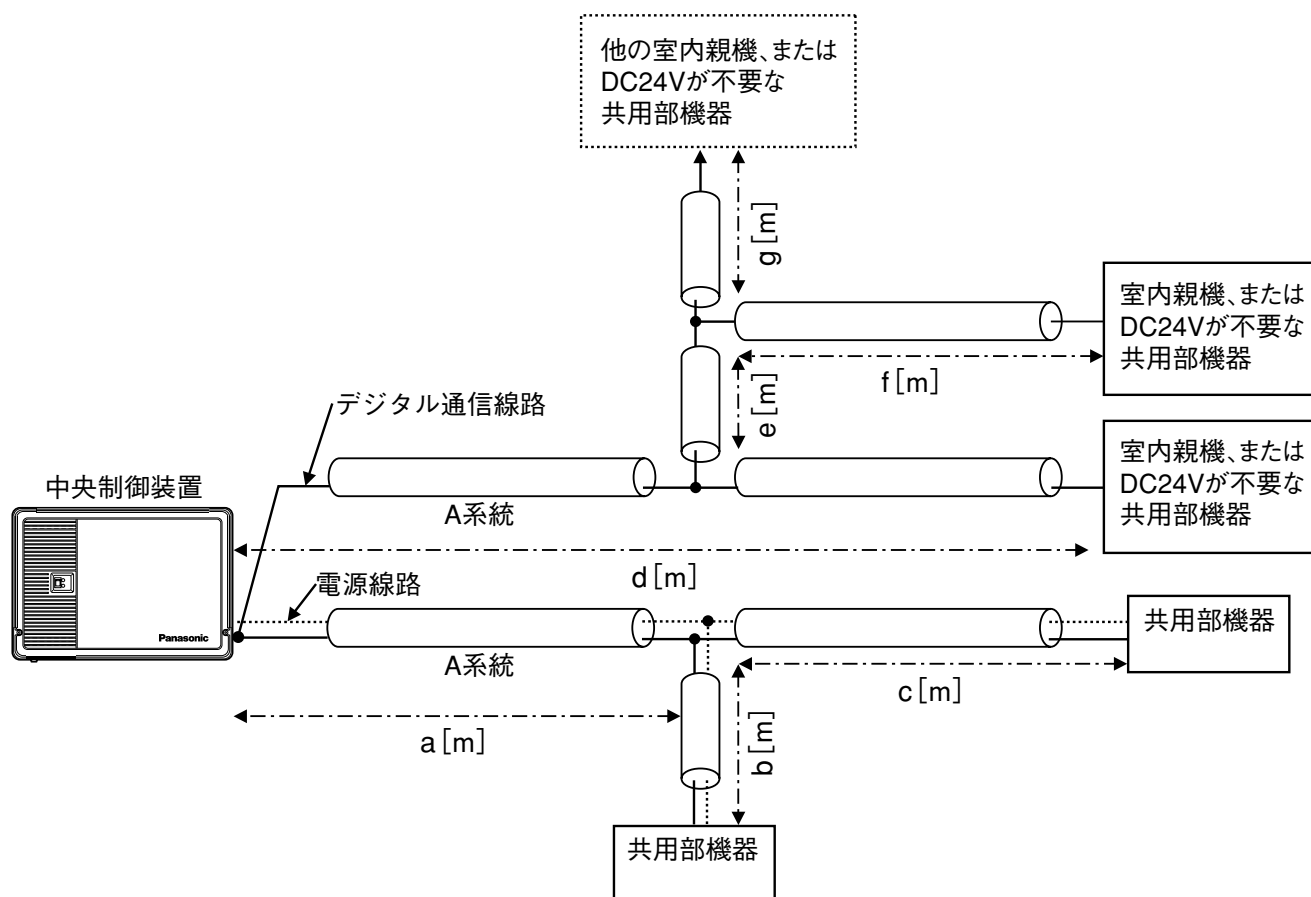 他の室内親機、または
DC24Vが不要な
共用部機器
g[m]
室内親機、または
DC24Vが不要な
共用部機器
f[m]
e[m]
デジタル通信線路
室内親機、または
DC24Vが不要な
共用部機器
中央制御装置
A系統
d[m]
電源線路
Panasonic
共用部機器
A系統
c[m]
a[m]
b[m]
共用部機器